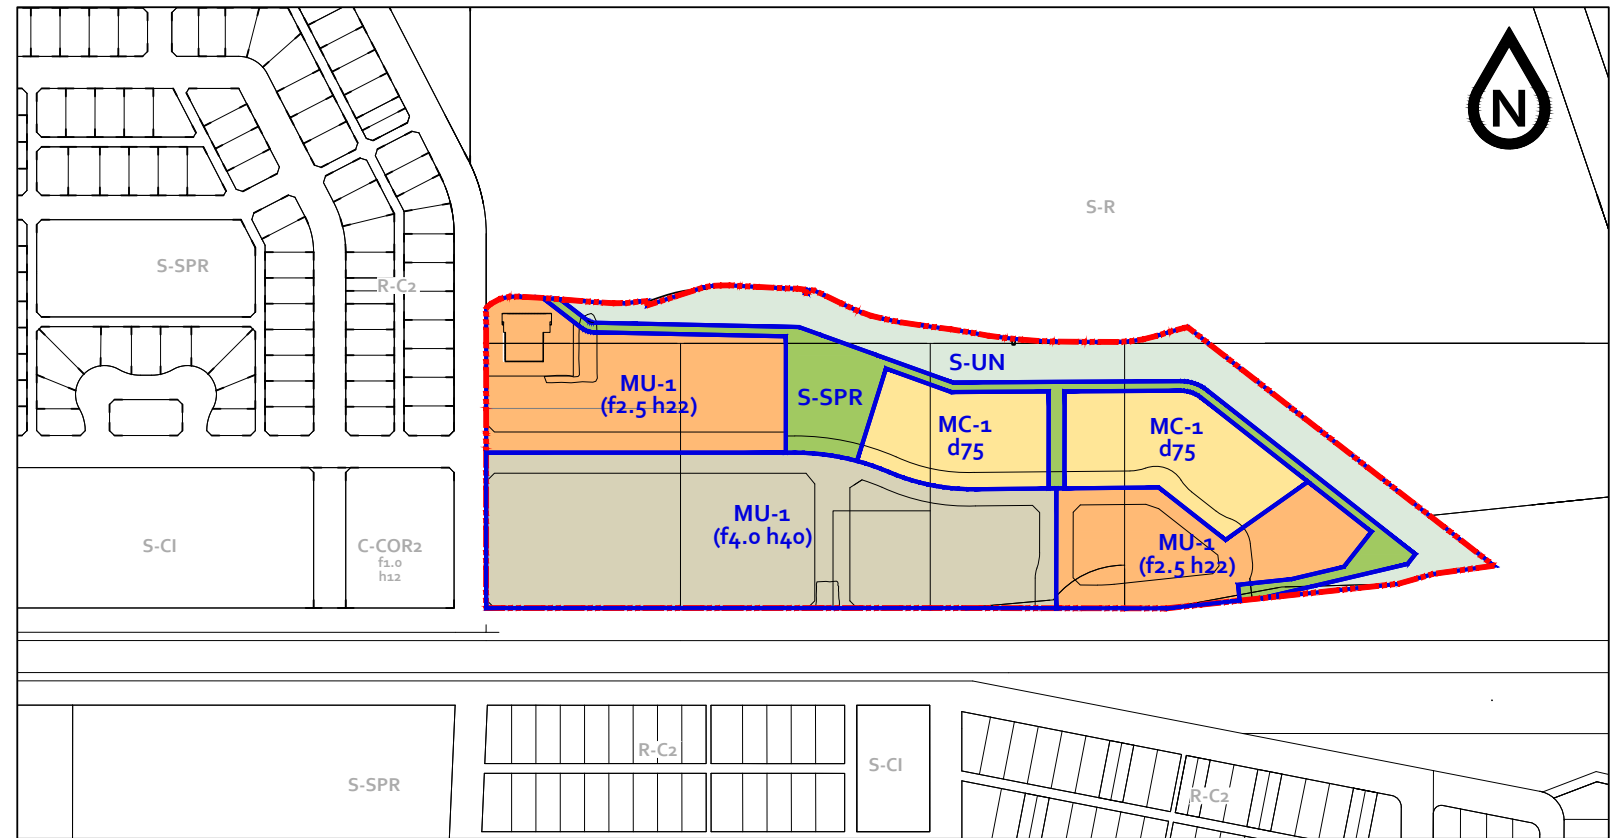 N
S-R
S-SPR
R-C2
S-UN
MU-1
(f2.5 h22)
S-SPR
MC-1
d75
MC-1
d75
MU-1
(f4.0 h40)
MU-1
(f2.5 h22)
S-CI
C-COR2
f1.0
h12
R-C2
S-CI
S-SPR
R-C2